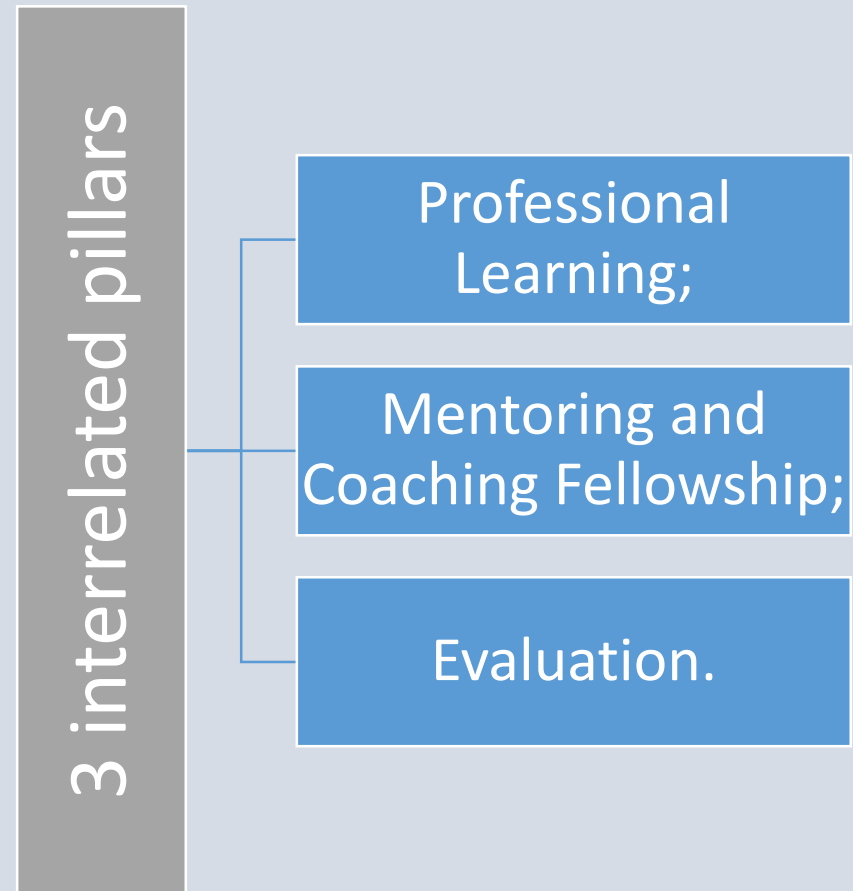 3 interrelated pillars
Professional
Learning;
Mentoring and
Coaching Fellowship;
Evaluation.